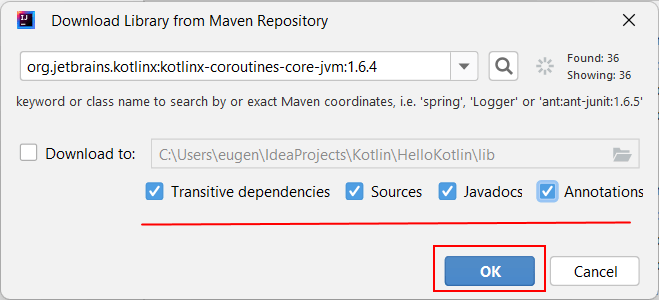 Download Library from Maven Repository
org.jetbrains.kotlinx:kotlinx-coroutines-core-jvm:1.6.4
Found: 36
Showing: 36
keyword or class name to search by or exact Maven coordinates, i.e. 'spring', 'Logger' or 'ant:ant-junit:1.6.5'
Download to:
C:\Users\eugen\IdeaProjects\Kotlin\HelloKotlin\lib
Transitive dependencies Sources Javadocs Annotations
OK Cancel